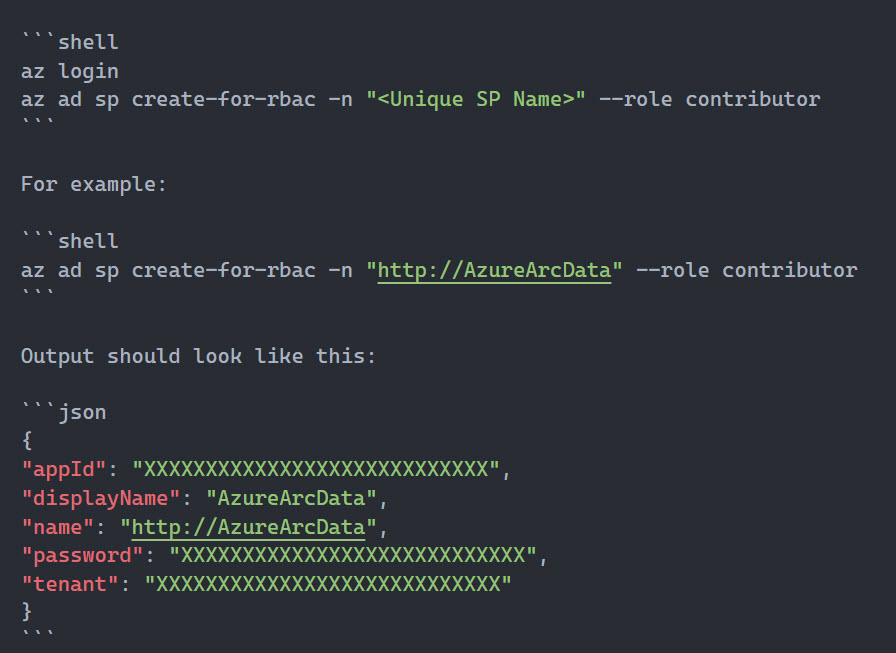 ```shell
az login
az ad sp create-for-rbac -n "<Unique SP Name>" --role contributor
```
For example:
```shell
az ad sp create-for-rbac -n "http://AzureArcData" --role contributor
```
Output should look like this:
```json
{
"appId": "XXXXXXXXXXXXXXXXXXXXXXXXXXXX",
"displayName": "AzureArcData",
"name": "http://AzureArcData",
"password": "XXXXXXXXXXXXXXXXXXXXXXXXXXXX",
"tenant": "XXXXXXXXXXXXXXXXXXXXXXXXXXXX"
}
```